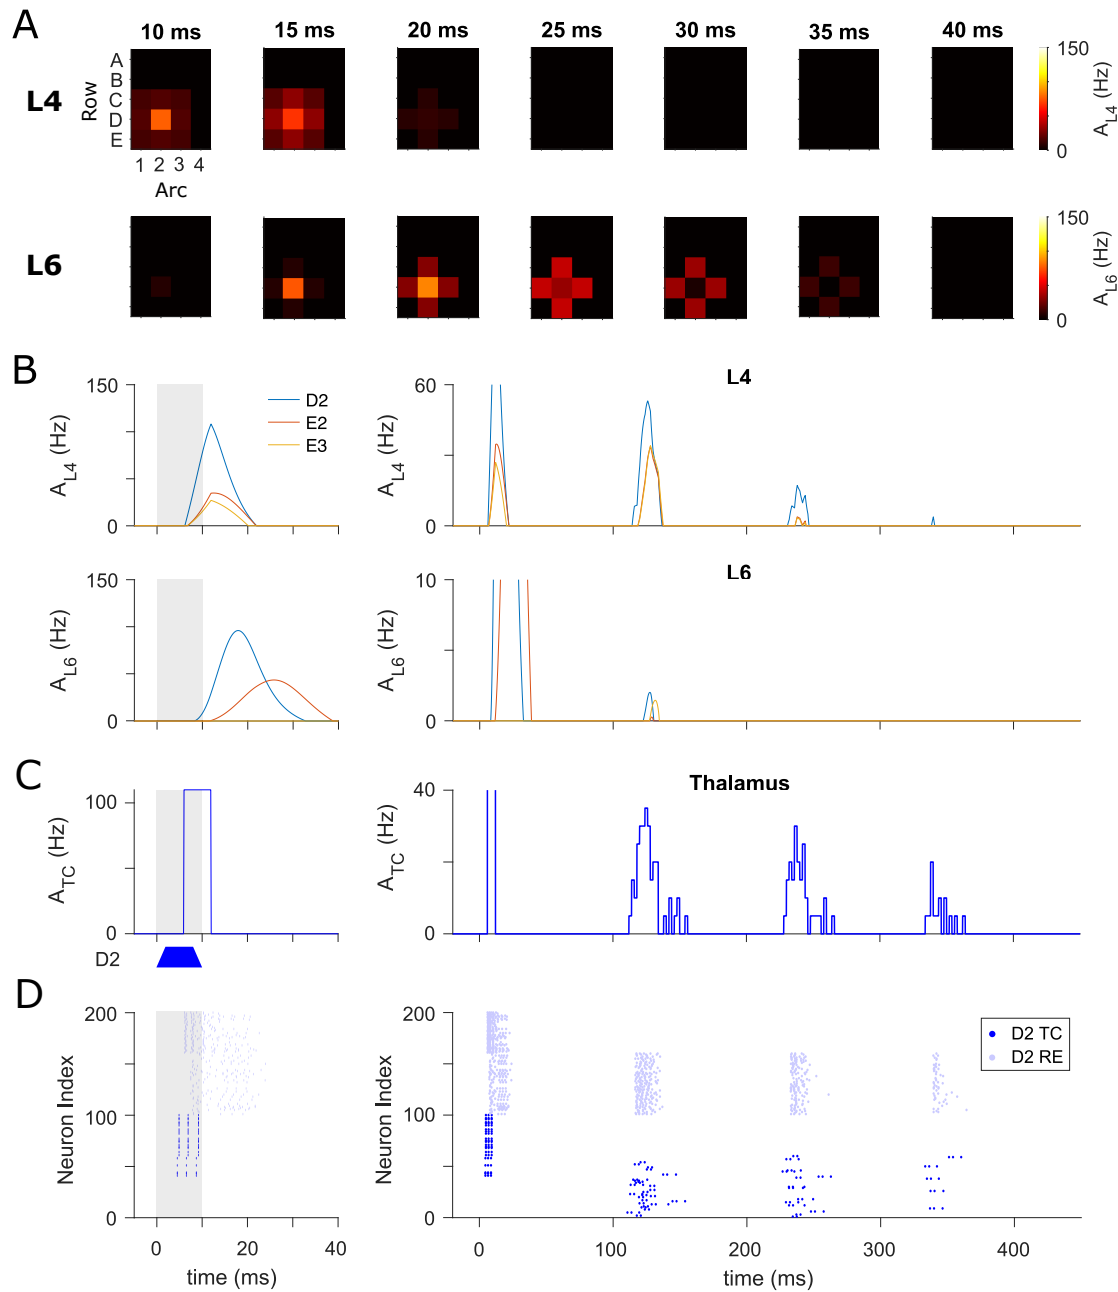 A
10 ms 15 ms 20 ms 25 ms 30 ms 35 ms 40 ms
L4
Row
A
B
C
D
E
1 2 3 4
Arc
150
0
A_L4 (Hz)
L6
150
0
A_L6 (Hz)
B
150
0
A_L4 (Hz)
D2
E2
E3
L4
60
0
A_L4 (Hz)
150
0
A_L6 (Hz)
L6
10
0
A_L6 (Hz)
C
100
0
A_TC (Hz)
D2
Thalamus
40
0
A_TC (Hz)
D
200
100
0
Neuron Index
0 20 40
time (ms)
200
100
0
Neuron Index
D2 TC
D2 RE
0 100 200 300 400
time (ms)